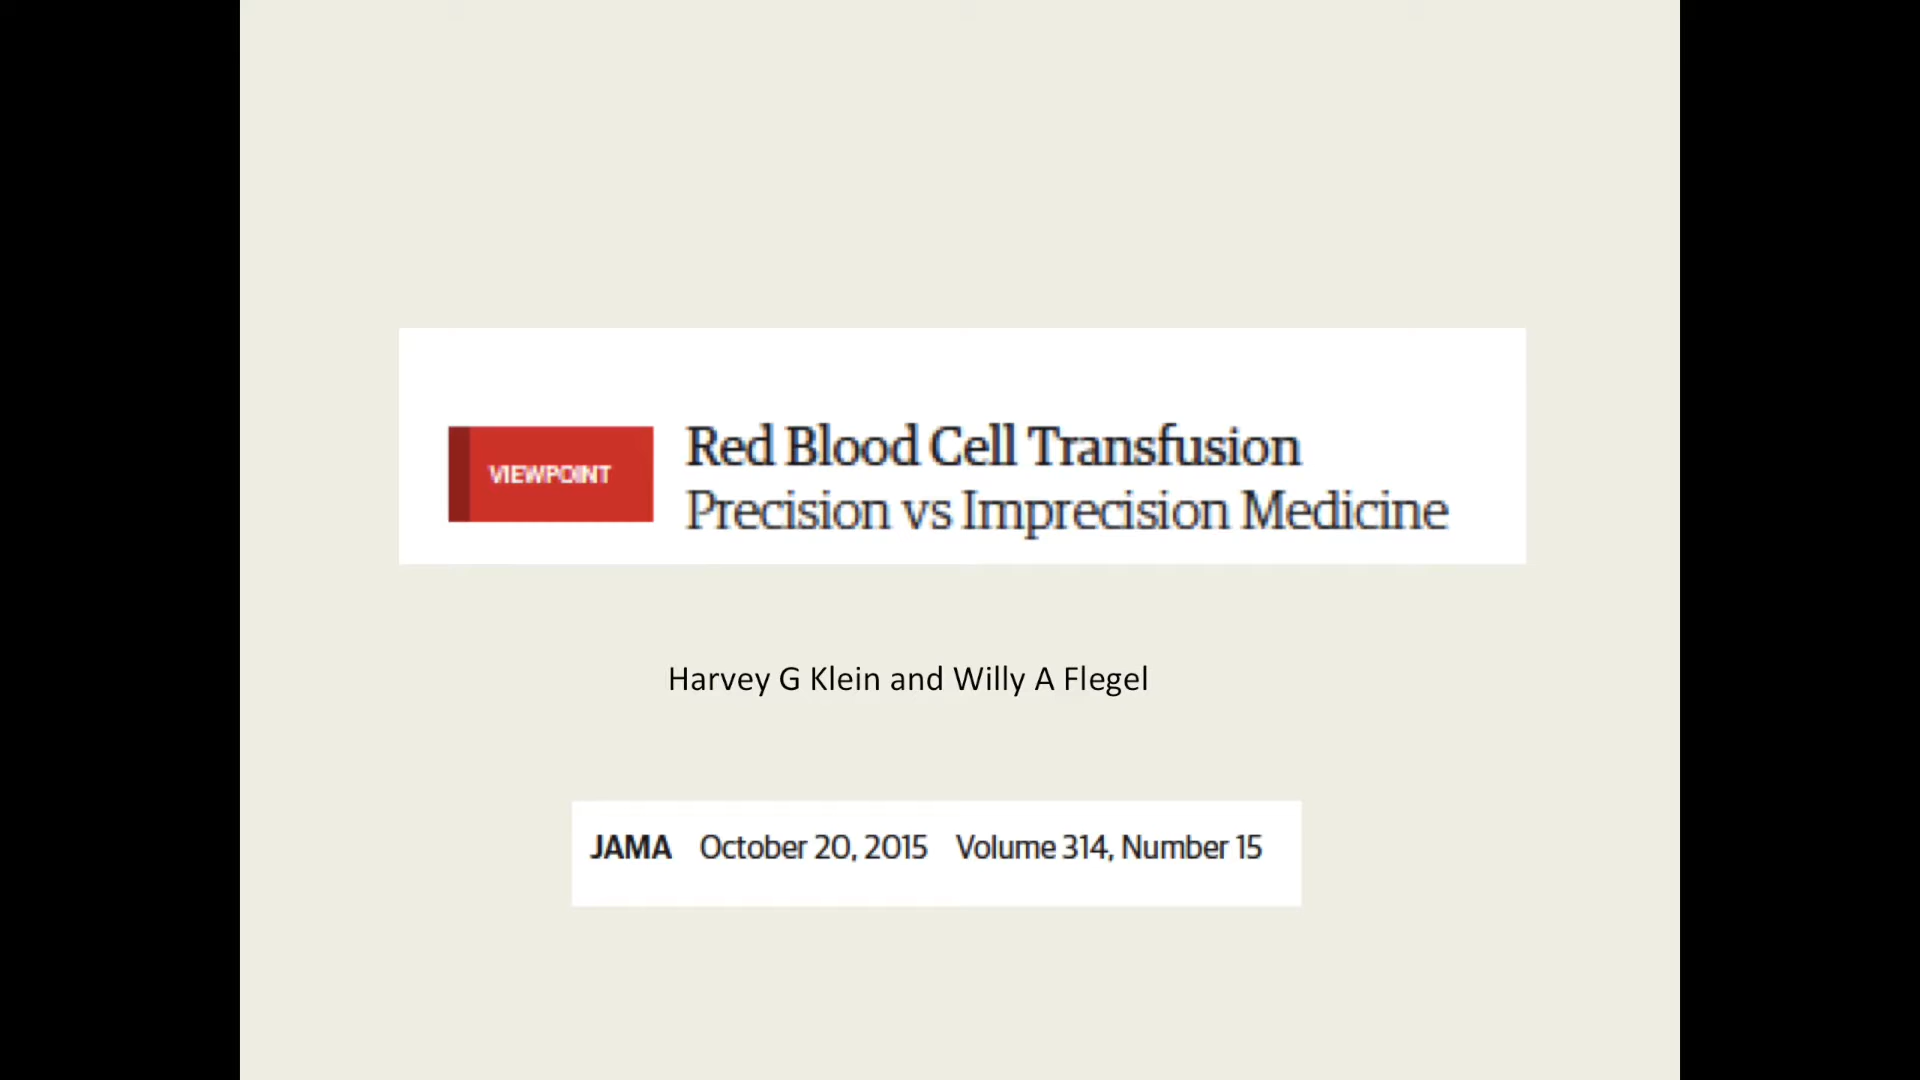 VIEWPOINT
Red Blood Cell Transfusion
Precision vs Imprecision Medicine
Harvey G Klein and Willy A Flegel
JAMA October 20, 2015 Volume 314, Number 15